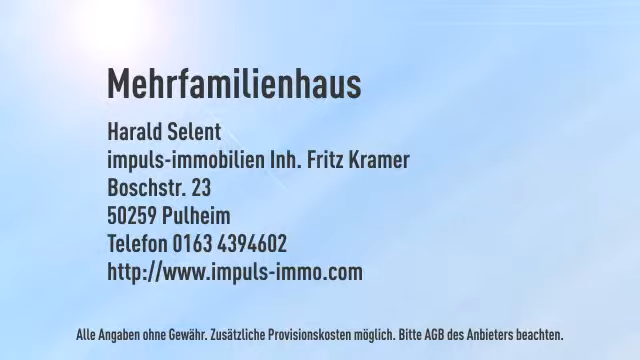 Mehrfamilienhaus
Harald Selent
impuls-immobilien Inh. Fritz Kramer
Boschstr. 23
50259 Pulheim
Telefon 0163 4394602
http://www.impuls-immo.com
Alle Angaben ohne Gewähr. Zusätzliche Provisionskosten möglich. Bitte AGB des Anbieters beachten.